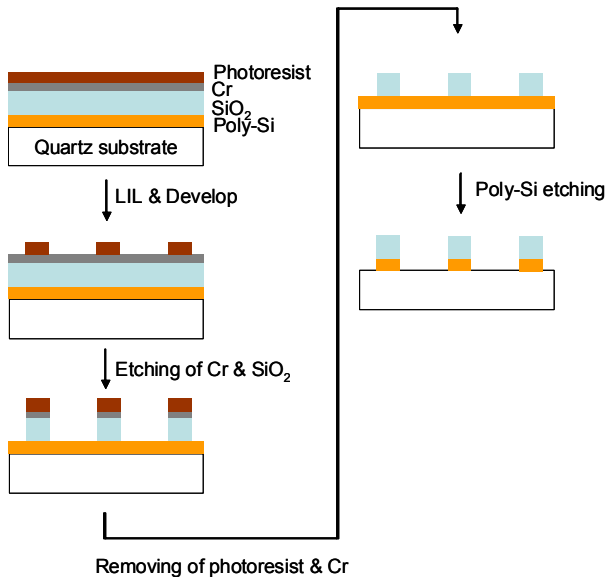 Photoresist
Cr
SiO₂
Poly-Si
Quartz substrate
LIL & Develop
Etching of Cr & SiO₂
Removing of photoresist & Cr
Poly-Si etching